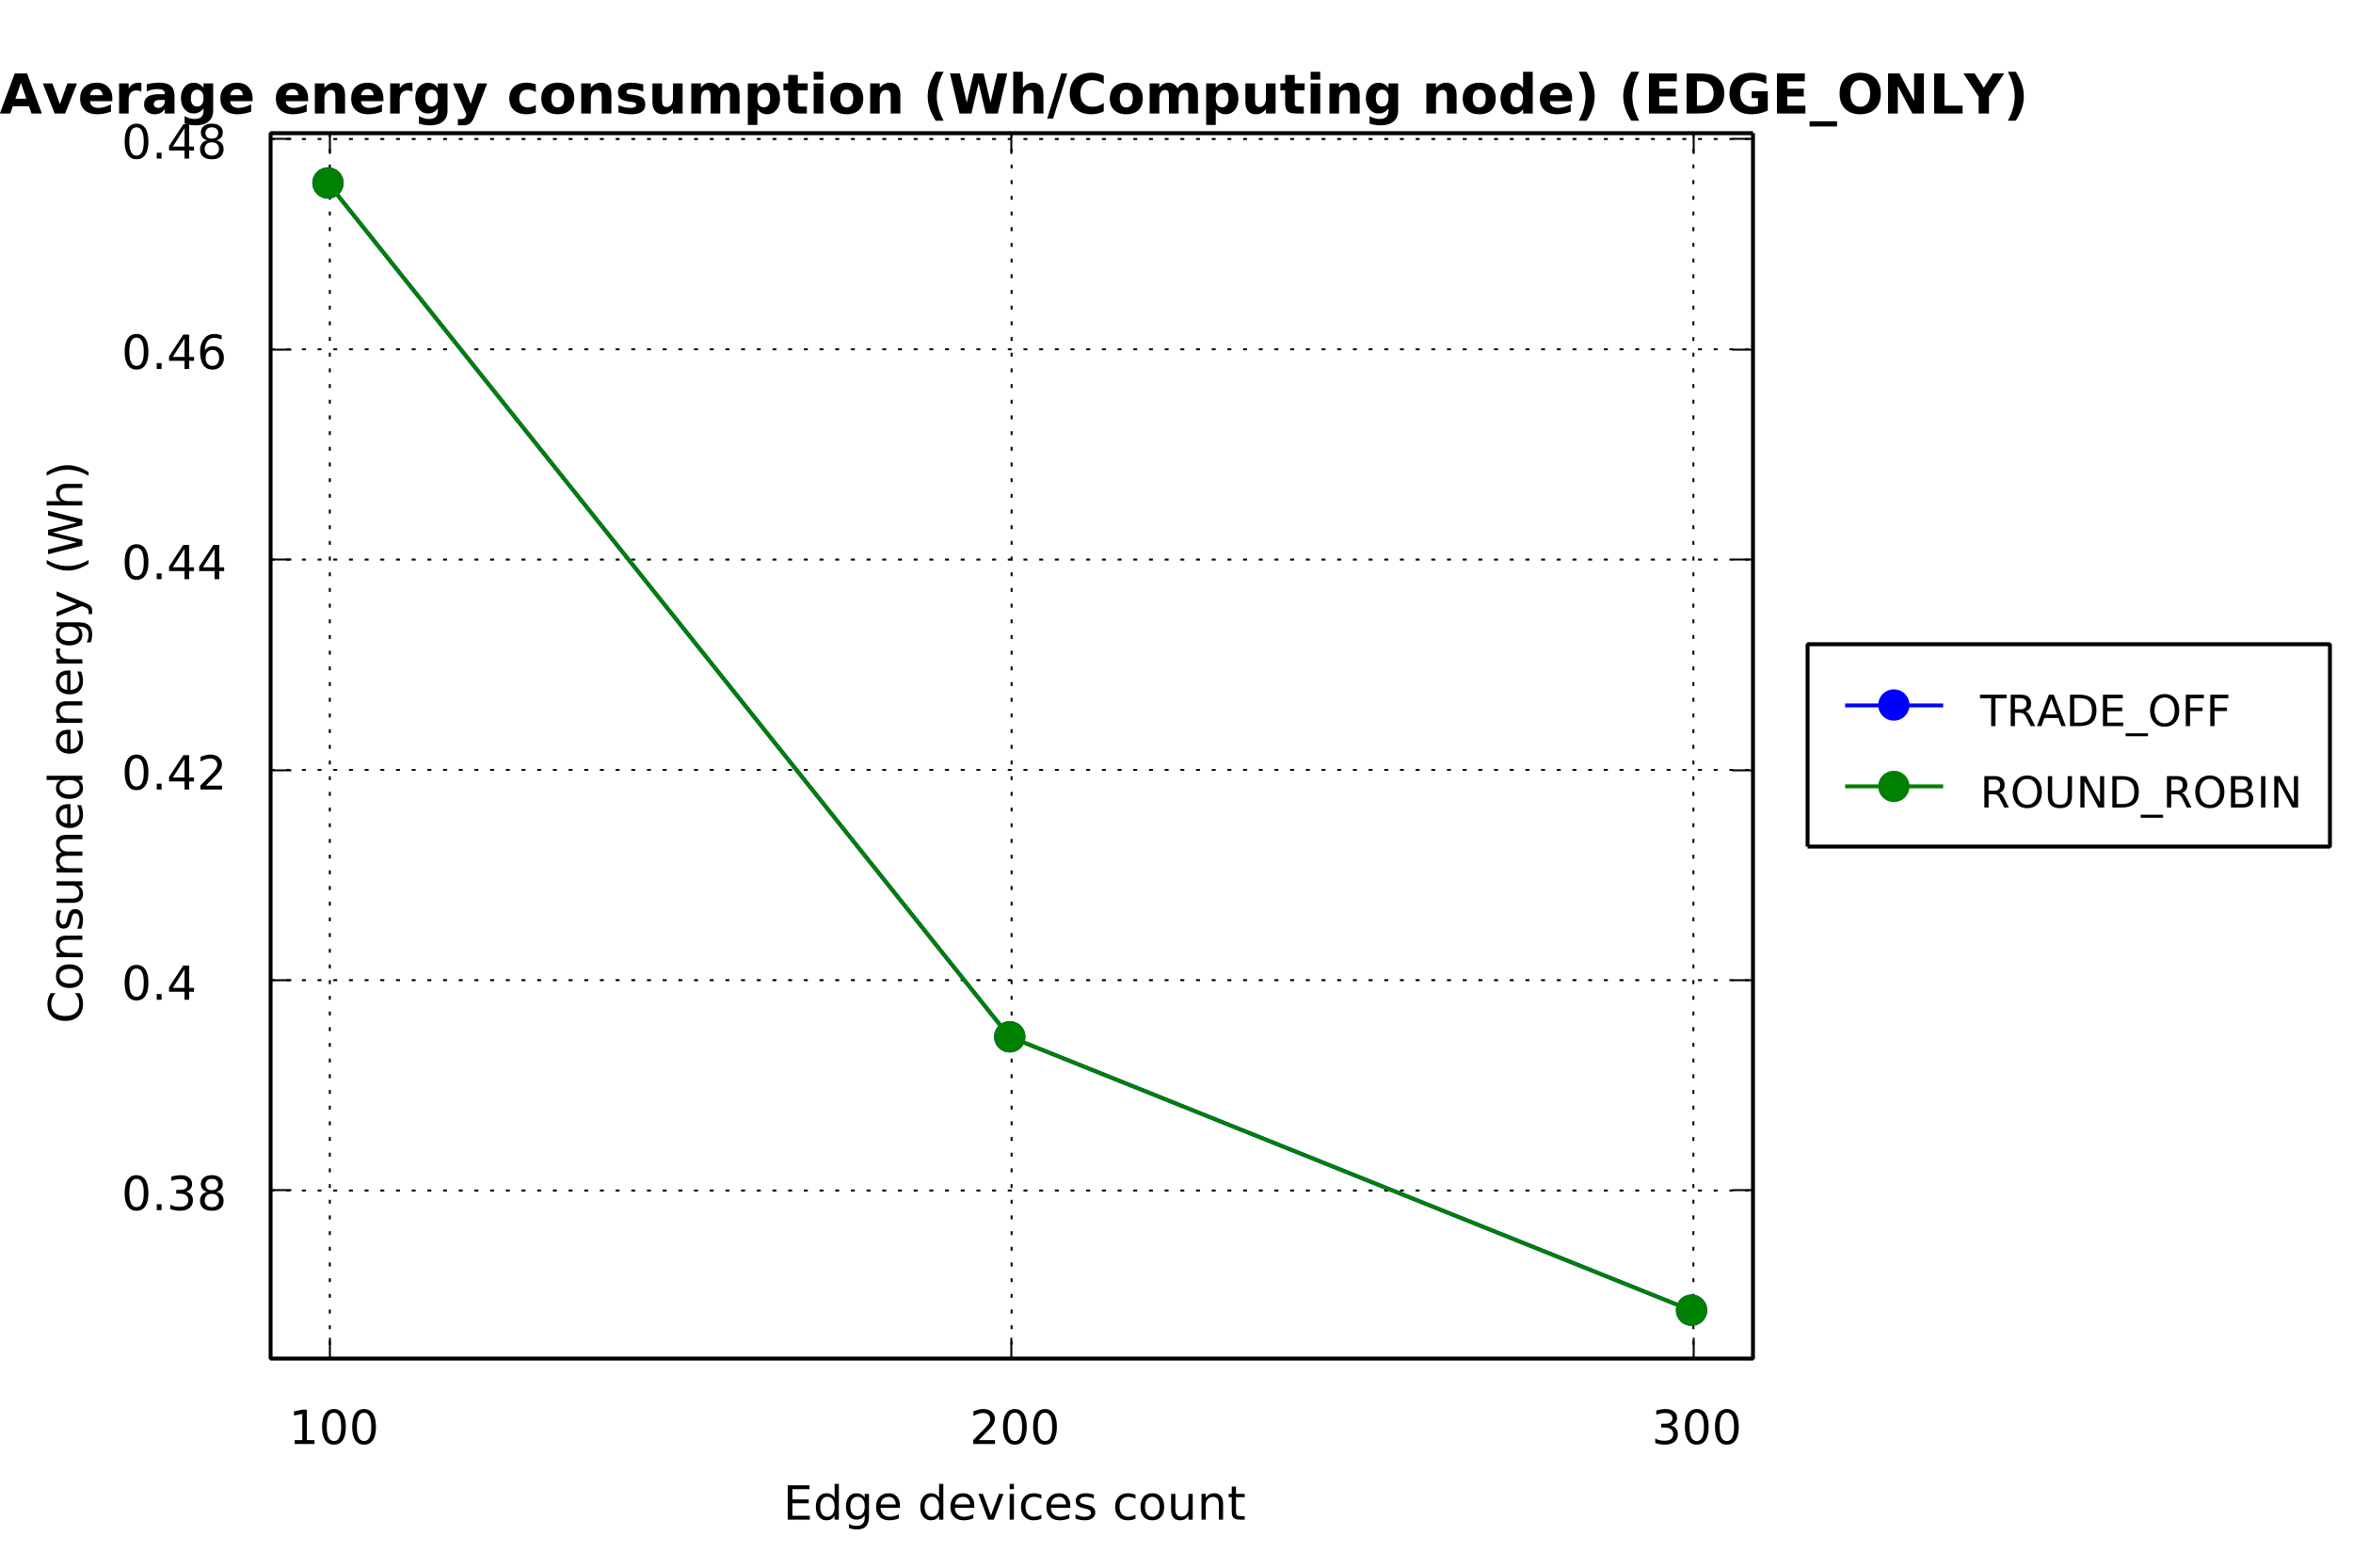 Average energy consumption (Wh/Computing node) (EDGE_ONLY)
0.48
0.46
0.44
0.42
0.4
0.38
Consumed energy (Wh)
100 200 300
Edge devices count
TRADE_OFF
ROUND_ROBIN